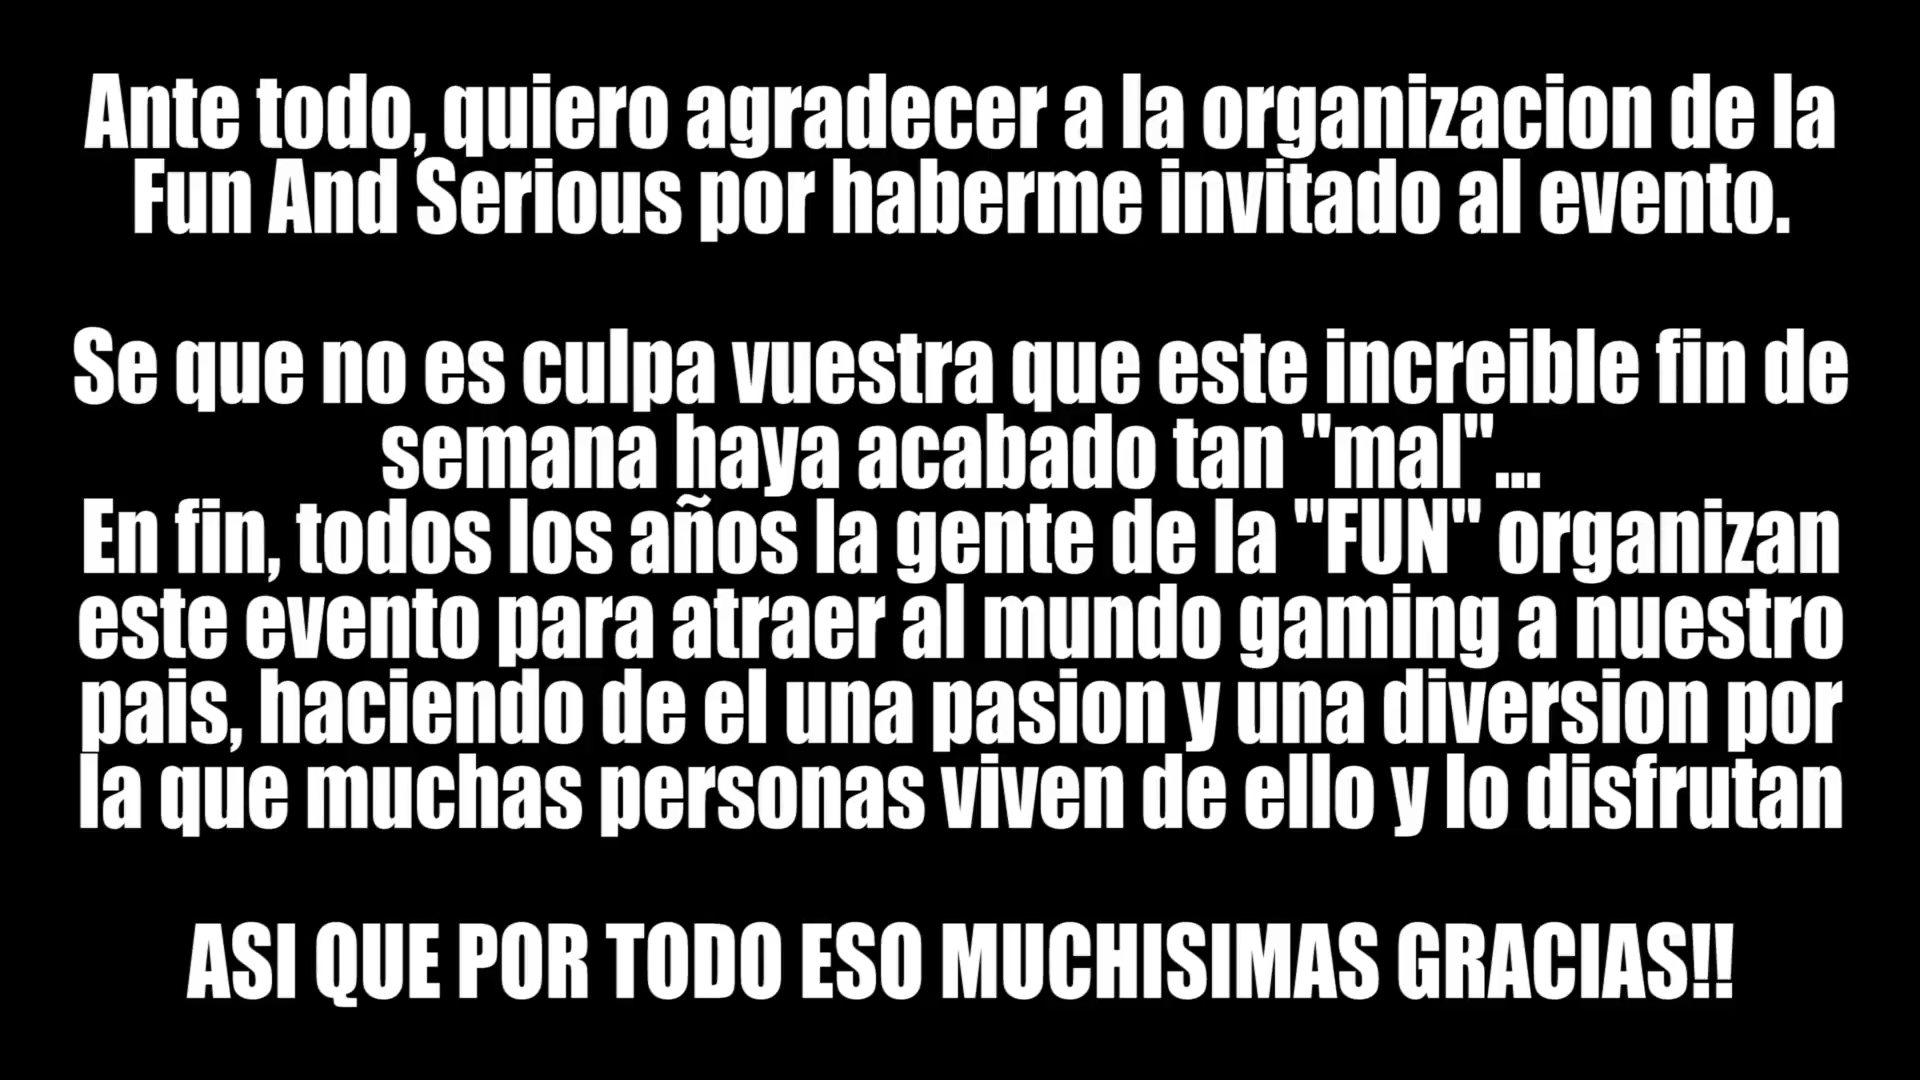 Ante todo, quiero agradecer a la organizacion de la
Fun And Serious por haberme invitado al evento.
Se que no es culpa vuestra que este increible fin de
semana haya acabado tan "mal"...
En fin, todos los años la gente de la "FUN" organizan
este evento para atraer al mundo gaming a nuestro
pais, haciendo de el una pasion y una diversion por
la que muchas personas viven de ello y lo disfrutan
ASI QUE POR TODO ESO MUCHISIMAS GRACIAS!!